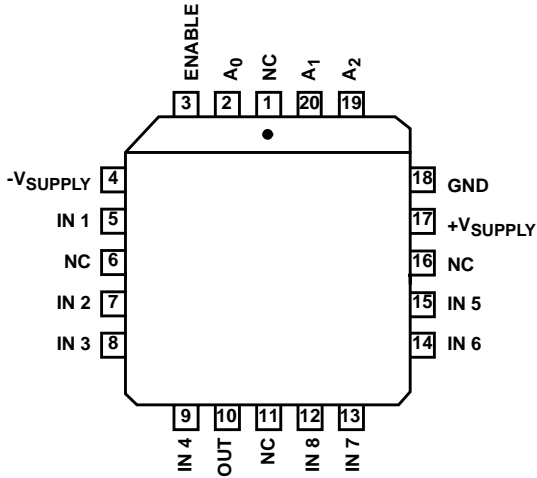 ENABLE
A0
NC
A1
A2
3
2
1
20
19
-VSUPPLY
4
18
GND
IN 1
5
17
+VSUPPLY
NC
6
16
NC
IN 2
7
15
IN 5
IN 3
8
14
IN 6
9
10
11
12
13
IN 4
OUT
NC
IN 8
IN 7